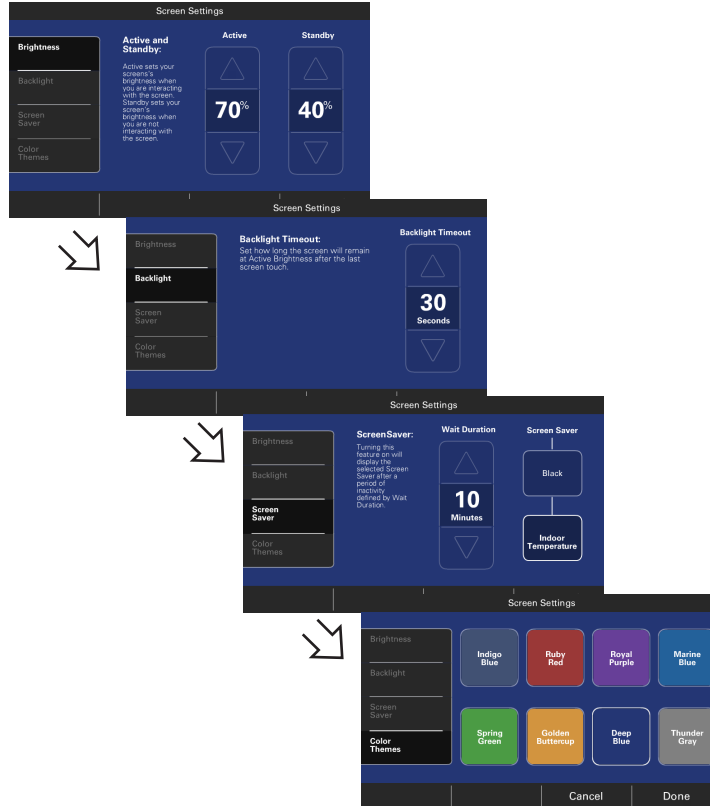 Screen Settings
Brightness
Backlight
Screen
Saver
Color
Themes
Active and
Standby:
Active sets your
screens's
brightness when
you are interacting
with the screen.
Standby sets your
screen's
brightness when
you are not
interacting with
the screen.
Active
70%
Standby
40%
Screen Settings
Brightness
Backlight
Screen
Saver
Color
Themes
Backlight Timeout:
Set how long the screen will remain
at Active Brightness after the last
screen touch.
Backlight Timeout
30
Seconds
Screen Settings
Brightness
Backlight
Screen
Saver
Color
Themes
ScreenSaver:
Turning this
feature on will
display the
selected Screen
Saver after a
period of
inactivity
defined by Wait
Duration.
Wait Duration
10
Minutes
Screen Saver
Black
Indoor
Temperature
Screen Settings
Brightness
Backlight
Screen
Saver
Color
Themes
Indigo
Blue
Ruby
Red
Royal
Purple
Marine
Blue
Spring
Green
Golden
Buttercup
Deep
Blue
Thunder
Gray
Cancel
Done